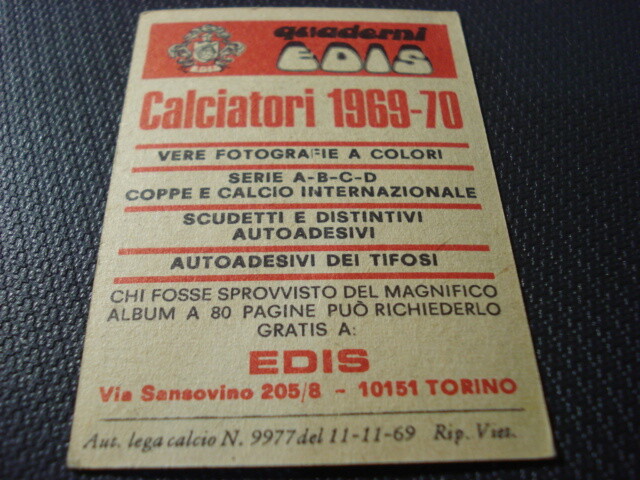 quaderni
EDIS
EDIS
Calciatori 1969-70
VERE FOTOGRAFIE A COLORI
SERIE A-B-C-D
COPPE E CALCIO INTERNAZIONALE
SCUDETTI E DISTINTIVI
AUTOADESIVI
AUTOADESIVI DEI TIFOSI
CHI FOSSE SPROVVISTO DEL MAGNIFICO
ALBUM A 80 PAGINE PUÒ RICHIEDERLO
GRATIS A:
EDIS
Via Sansovino 205/8 - 10151 TORINO
Aut. lega calcio N. 9977 del 11-11-69 Rip. Viet.